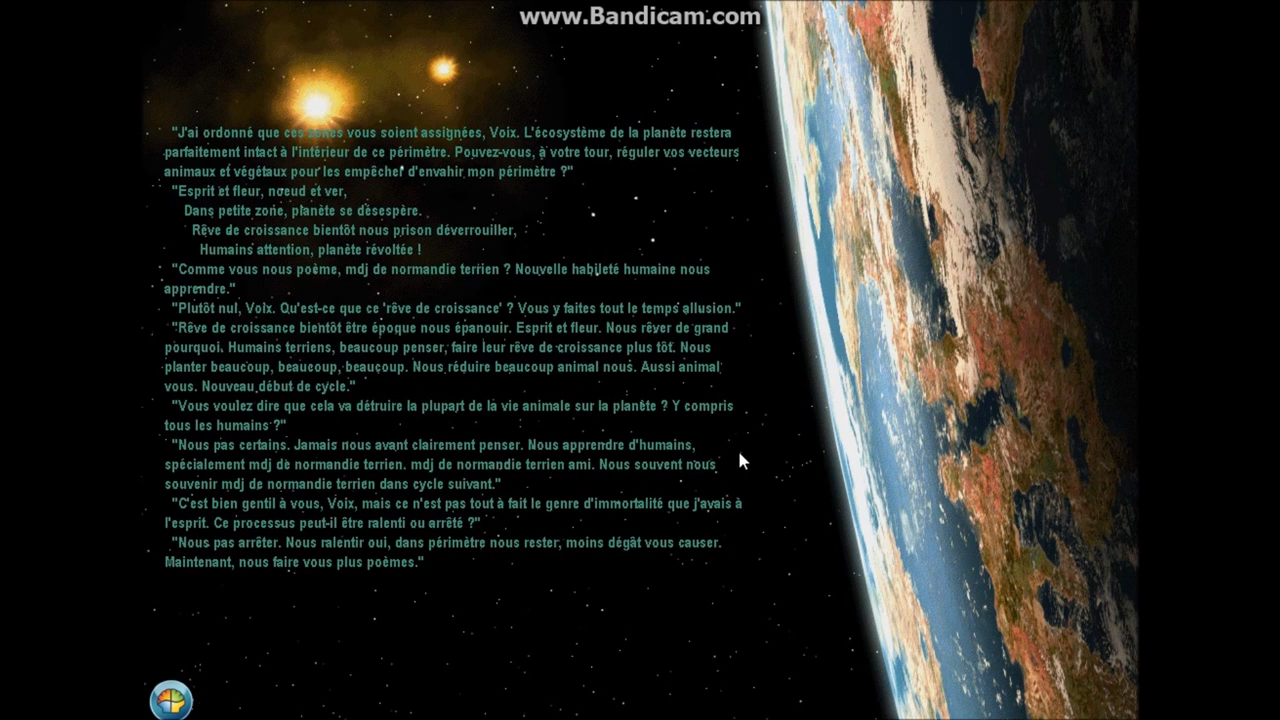 www.Bandicam.com
"J'ai ordonné que ces zones vous soient assignées, Voix. L'écosystème de la planète restera
parfaitement intact à l'intérieur de ce périmètre. Pouvez-vous, à votre tour, réguler vos vecteurs
animaux et végétaux pour les empêcher d'envahir mon périmètre ?"
"Esprit et fleur, noeud et ver,
Dans petite zone, planète se désespère.
Rêve de croissance bientôt nous prison déverrouiller,
Humains attention, planète révoltée !
"Comme vous nous poème, mdj de normandie terrien ? Nouvelle habileté humaine nous
apprendre."
"Plutôt nul, Voix. Qu'est-ce que ce 'rêve de croissance' ? Vous y faites tout le temps allusion."
"Rêve de croissance bientôt être époque nous épanouir. Esprit et fleur. Nous rêver de grand
pourquoi. Humains terriens, beaucoup penser, faire leur rêve de croissance plus tôt. Nous
planter beaucoup, beaucoup, beaucoup. Nous réduire beaucoup animal nous. Aussi animal
vous. Nouveau début de cycle."
"Vous voulez dire que cela va détruire la plupart de la vie animale sur la planète ? Y compris
tous les humains ?"
"Nous pas certains. Jamais nous avant clairement penser. Nous apprendre d'humains,
spécialement mdj de normandie terrien. mdj de normandie terrien ami. Nous souvent nous
souvenir mdj de normandie terrien dans cycle suivant."
"C'est bien gentil à vous, Voix, mais ce n'est pas tout à fait le genre d'immortalité que j'avais à
l'esprit. Ce processus peut-il être ralenti ou arrêté ?"
"Nous pas arrêter. Nous ralentir oui, dans périmètre nous rester, moins dégât vous causer.
Maintenant, nous faire vous plus poèmes."